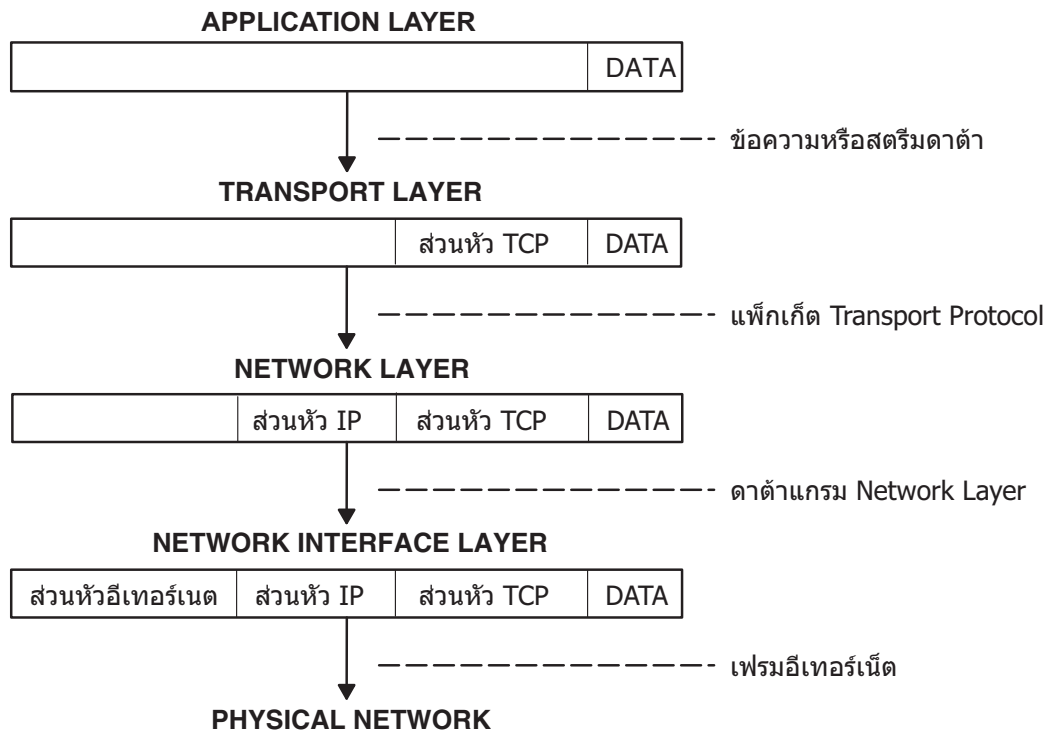 APPLICATION LAYER
DATA
ข้อความหรือสตรีมดาต้า
TRANSPORT LAYER
ส่วนหัว TCP DATA
แพ็กเก็ต Transport Protocol
NETWORK LAYER
ส่วนหัว IP ส่วนหัว TCP DATA
ดาต้าแกรม Network Layer
NETWORK INTERFACE LAYER
ส่วนหัวอีเทอร์เนต ส่วนหัว IP ส่วนหัว TCP DATA
เฟรมอีเทอร์เน็ต
PHYSICAL NETWORK